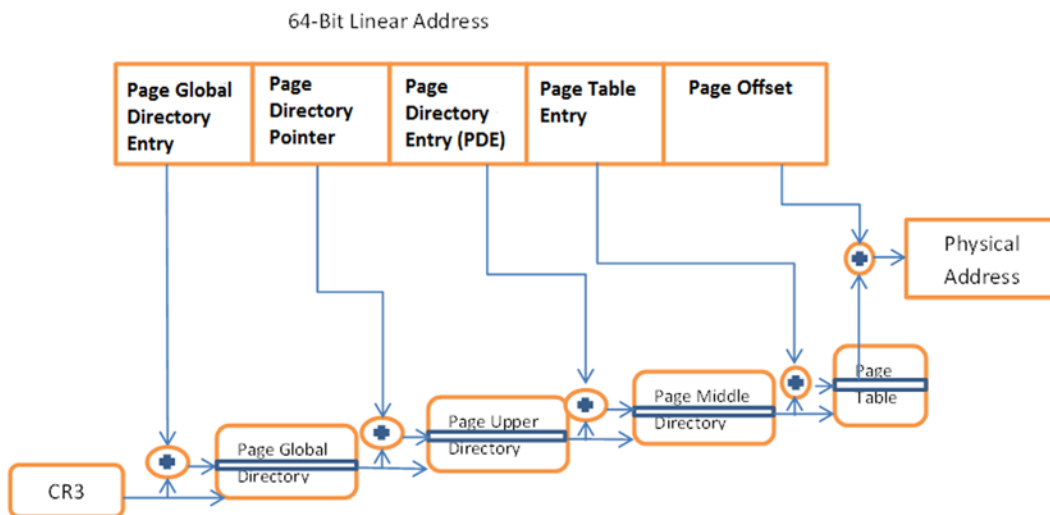 64-Bit Linear Address
Page Global
Directory
Entry
Page
Directory
Pointer
Page
Directory
Entry (PDE)
Page Table
Entry
Page Offset
Physical
Address
Page
Table
Page Middle
Directory
Page Upper
Directory
Page Global
Directory
CR3